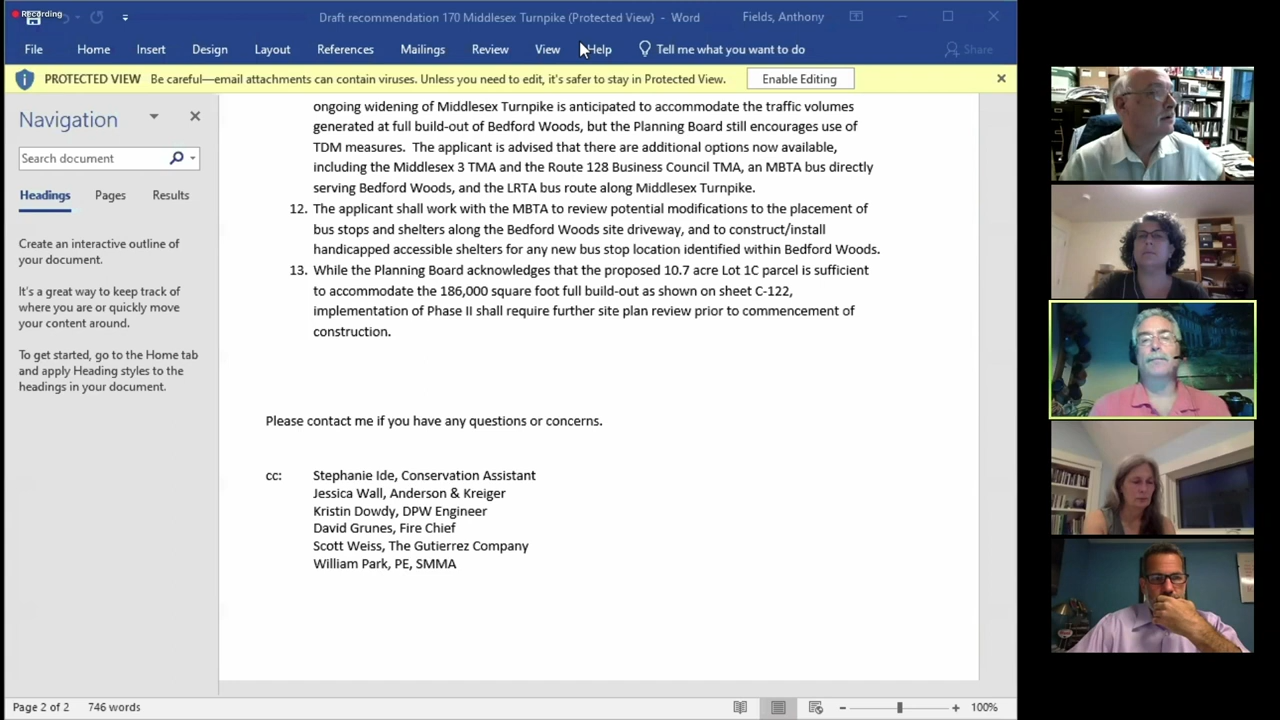 Recording
Draft recommendation 170 Middlesex Turnpike (Protected View) - Word
Fields, Anthony
File Home Insert Design Layout References Mailings Review View Help Tell me what you want to do Share
PROTECTED VIEW Be careful—email attachments can contain viruses. Unless you need to edit, it's safer to stay in Protected View. Enable Editing
Navigation
Search document
Headings Pages Results
Create an interactive outline of
your document.
It's a great way to keep track of
where you are or quickly move
your content around.
To get started, go to the Home tab
and apply Heading styles to the
headings in your document.
ongoing widening of Middlesex Turnpike is anticipated to accommodate the traffic volumes
generated at full build-out of Bedford Woods, but the Planning Board still encourages use of
TDM measures. The applicant is advised that there are additional options now available,
including the Middlesex 3 TMA and the Route 128 Business Council TMA, an MBTA bus directly
serving Bedford Woods, and the LRTA bus route along Middlesex Turnpike.
12. The applicant shall work with the MBTA to review potential modifications to the placement of
bus stops and shelters along the Bedford Woods site driveway, and to construct/install
handicapped accessible shelters for any new bus stop location identified within Bedford Woods.
13. While the Planning Board acknowledges that the proposed 10.7 acre Lot 1C parcel is sufficient
to accommodate the 186,000 square foot full build-out as shown on sheet C-122,
implementation of Phase II shall require further site plan review prior to commencement of
construction.
Please contact me if you have any questions or concerns.
cc: Stephanie Ide, Conservation Assistant
Jessica Wall, Anderson & Kreiger
Kristin Dowdy, DPW Engineer
David Grunes, Fire Chief
Scott Weiss, The Gutierrez Company
William Park, PE, SMMA
Page 2 of 2 746 words
100%